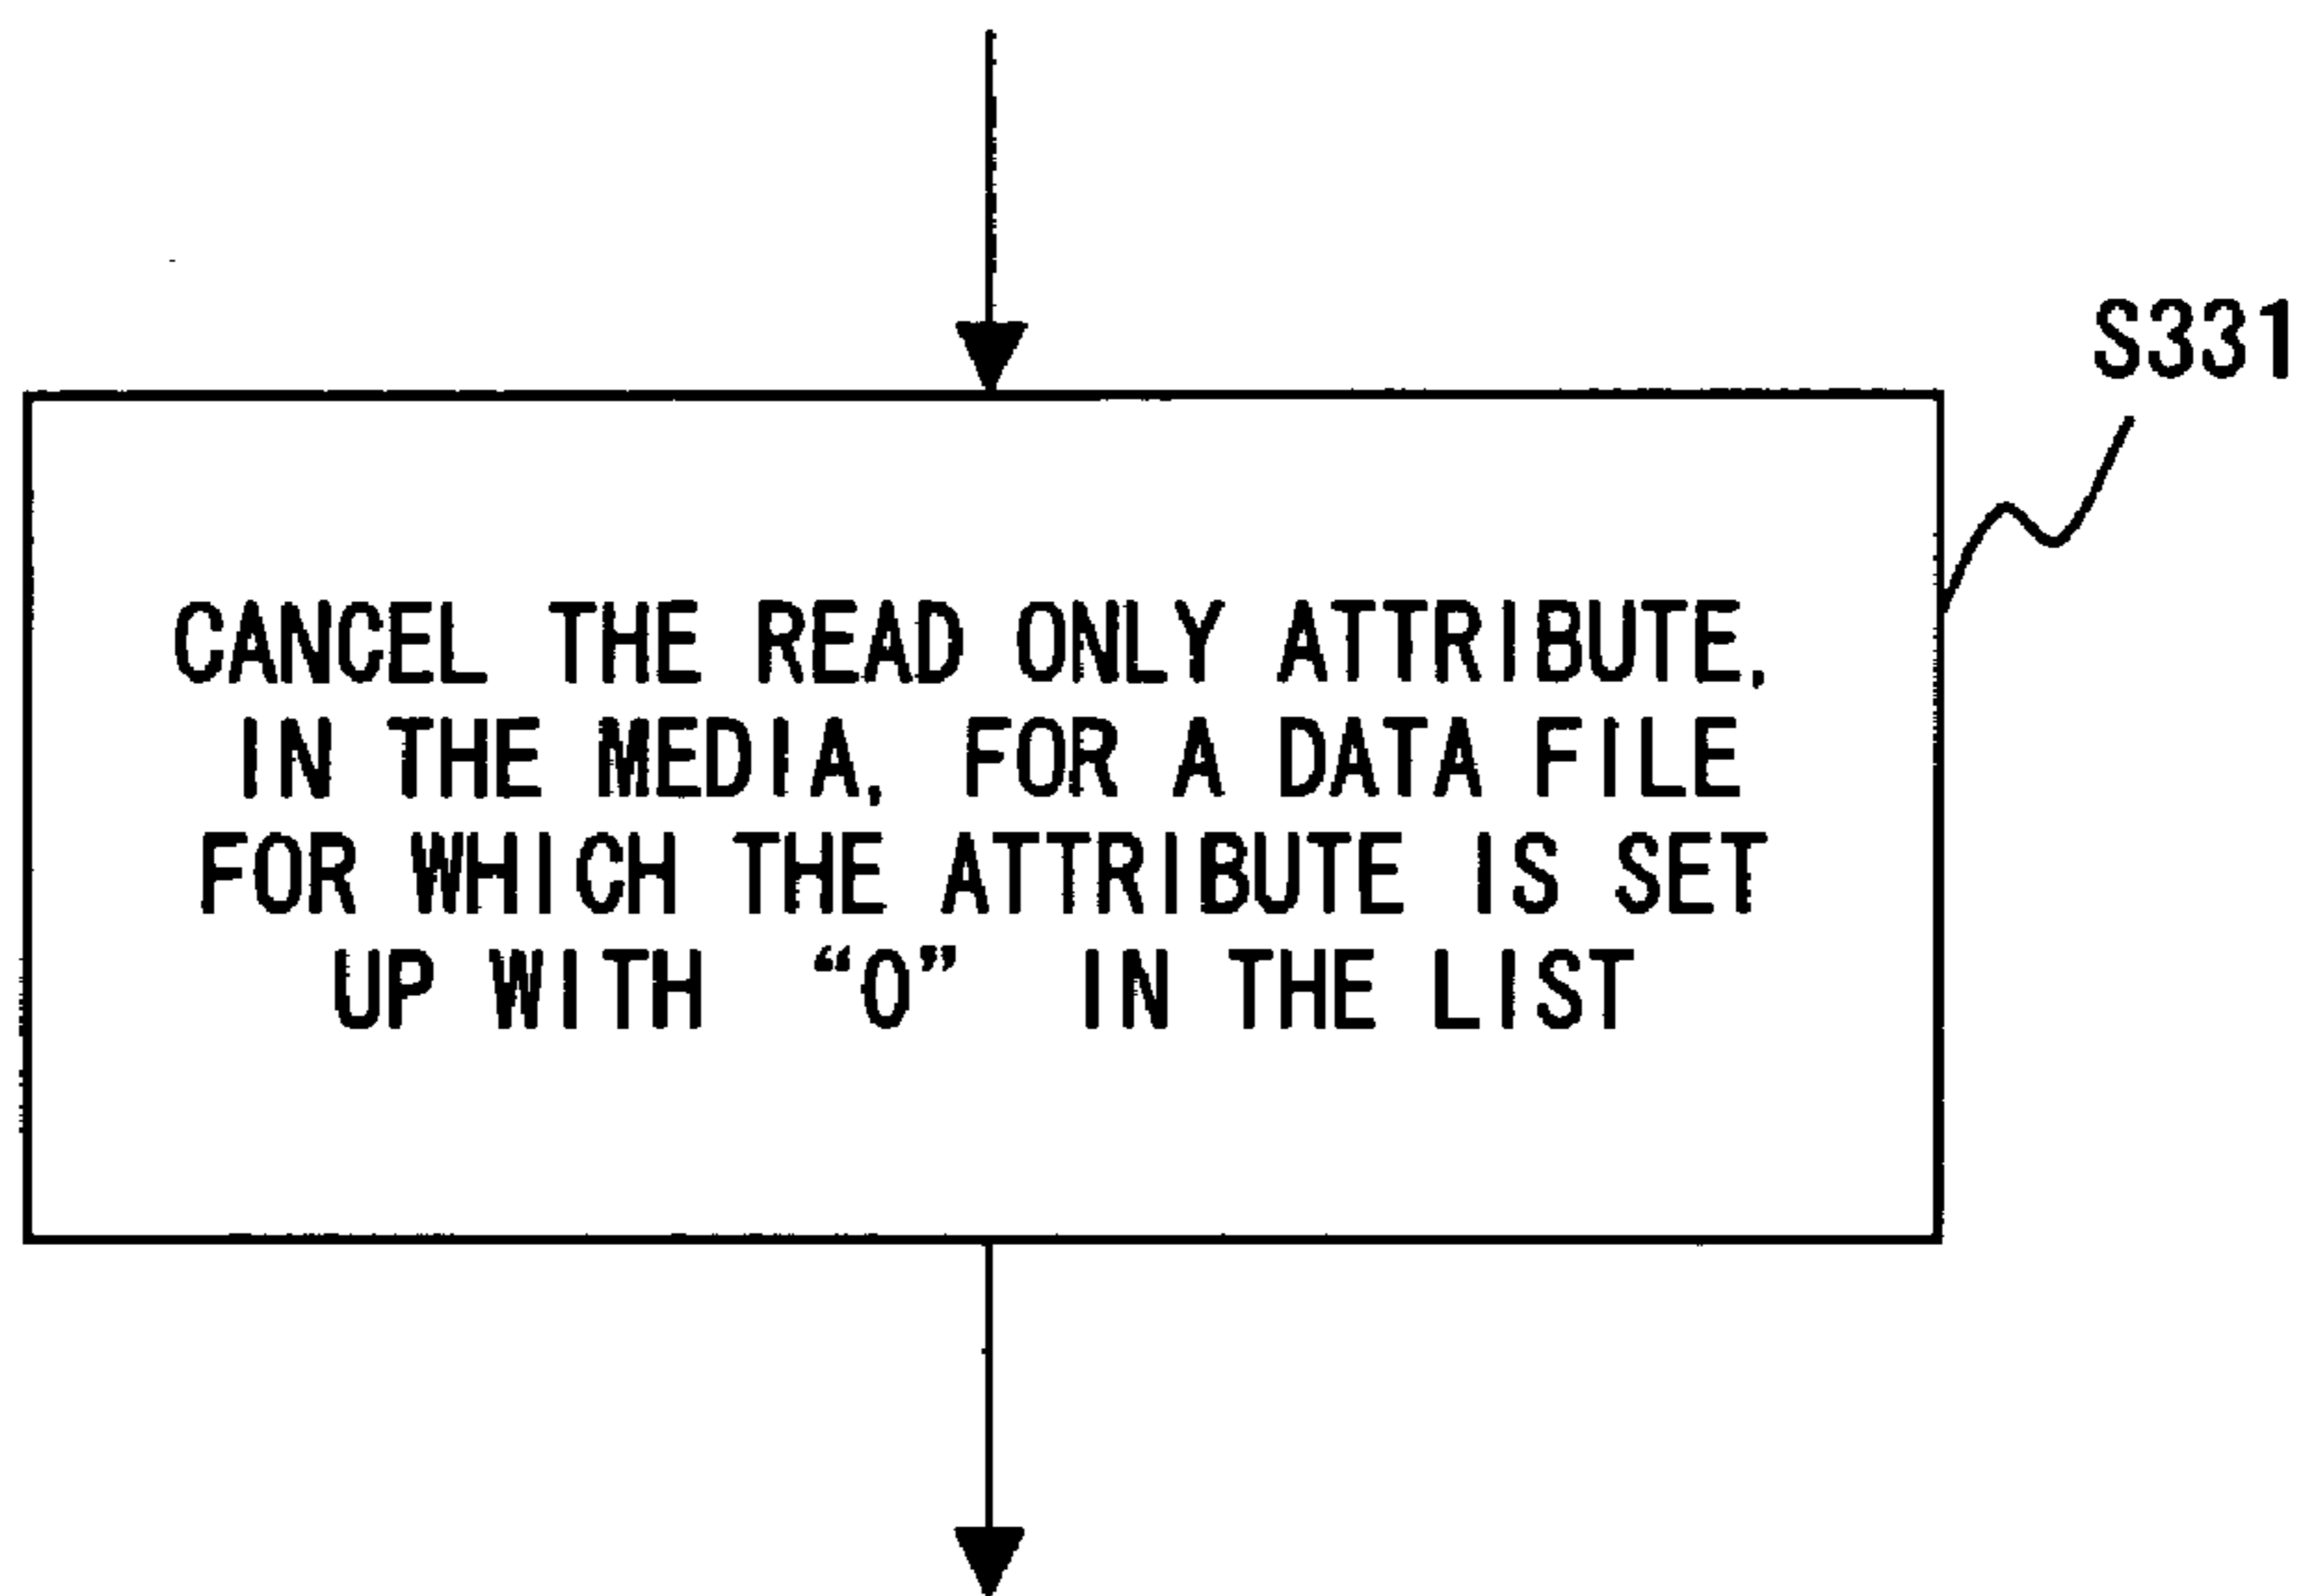 S331
CANCEL THE READ ONLY ATTRIBUTE,
IN THE MEDIA, FOR A DATA FILE
FOR WHICH THE ATTRIBUTE IS SET
UP WITH “0” IN THE LIST